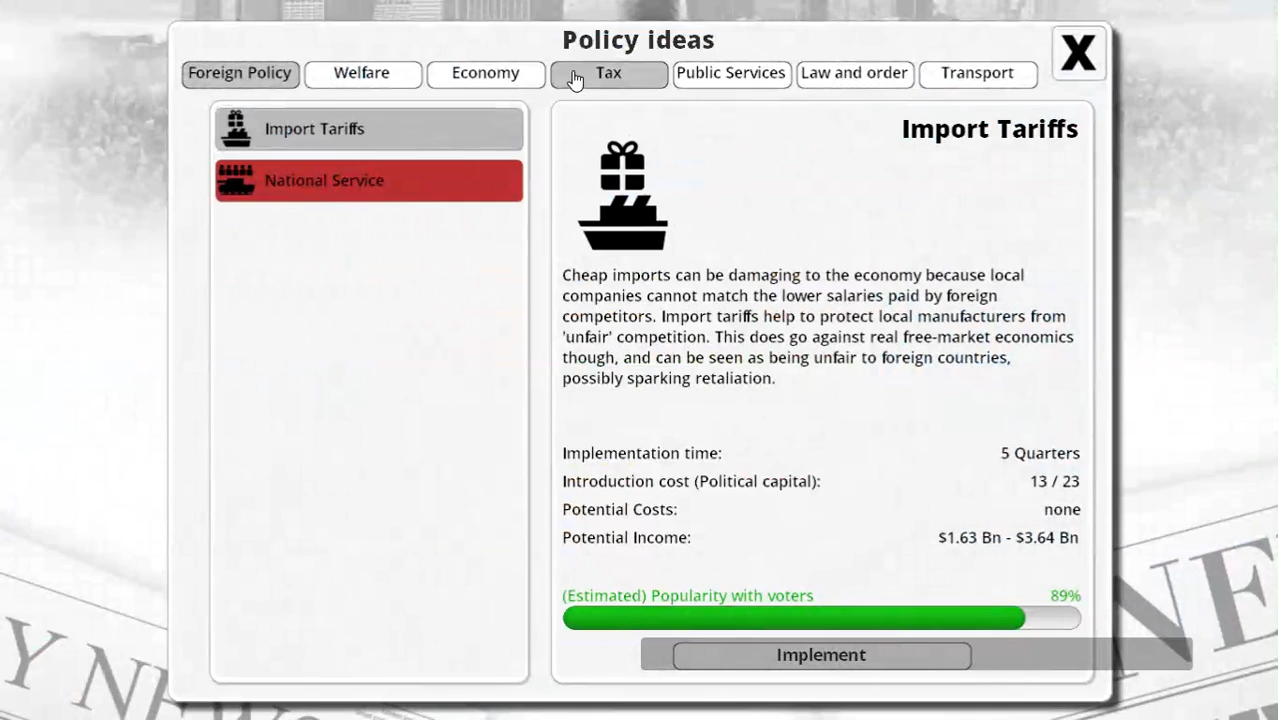 Policy ideas
X
Foreign Policy
Welfare
Economy
Tax
Public Services
Law and order
Transport
Import Tariffs
National Service
Import Tariffs
Cheap imports can be damaging to the economy because local
companies cannot match the lower salaries paid by foreign
competitors. Import tariffs help to protect local manufacturers from
'unfair' competition. This does go against real free-market economics
though, and can be seen as being unfair to foreign countries,
possibly sparking retaliation.
Implementation time: 5 Quarters
Introduction cost (Political capital): 13 / 23
Potential Costs: none
Potential Income: $1.63 Bn - $3.64 Bn
(Estimated) Popularity with voters 89%
Implement
Y NEWS
NEWS